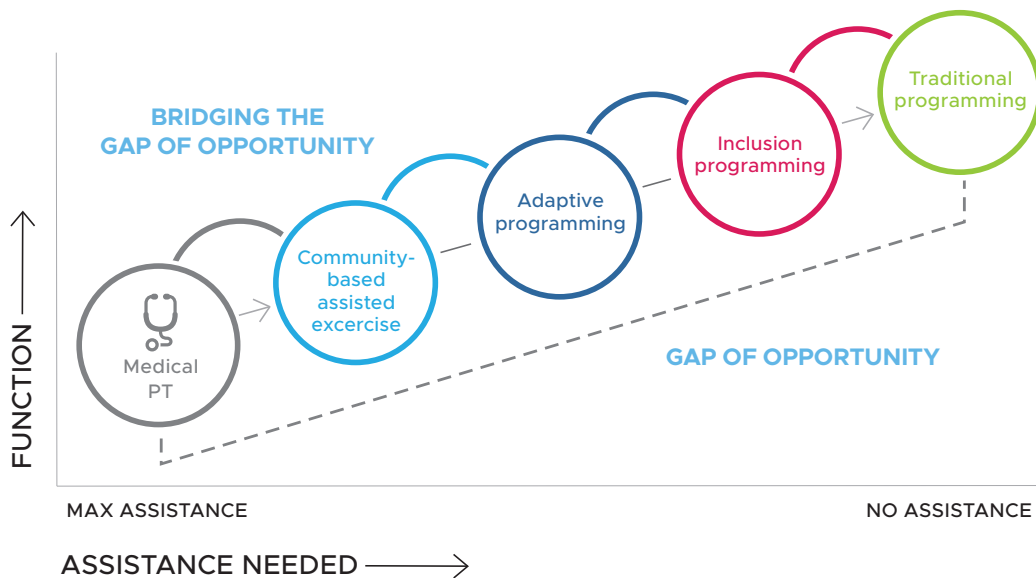 BRIDGING THE
GAP OF OPPORTUNITY
Traditional
programming
Inclusion
programming
Adaptive
programming
Community-
based
assisted
excercise
Medical
PT
GAP OF OPPORTUNITY
FUNCTION
MAX ASSISTANCE
NO ASSISTANCE
ASSISTANCE NEEDED